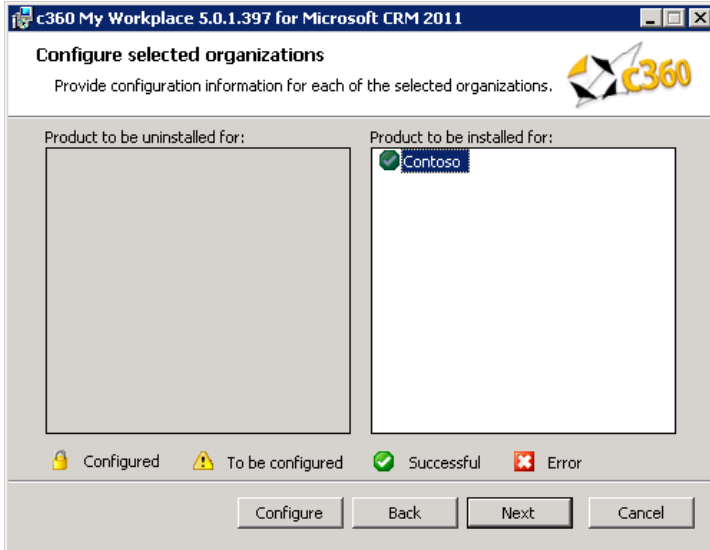 c360 My Workplace 5.0.1.397 for Microsoft CRM 2011
Configure selected organizations
Provide configuration information for each of the selected organizations.
c360
Product to be uninstalled for:
Product to be installed for:
Contoso
Configured To be configured Successful Error
Configure Back Next Cancel